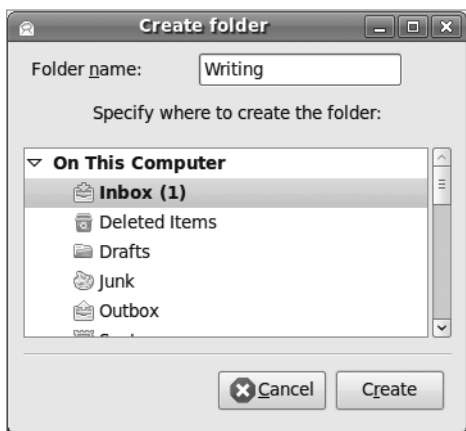 Create folder
Folder name: Writing
Specify where to create the folder:
On This Computer
Inbox (1)
Deleted Items
Drafts
Junk
Outbox
Cancel Create